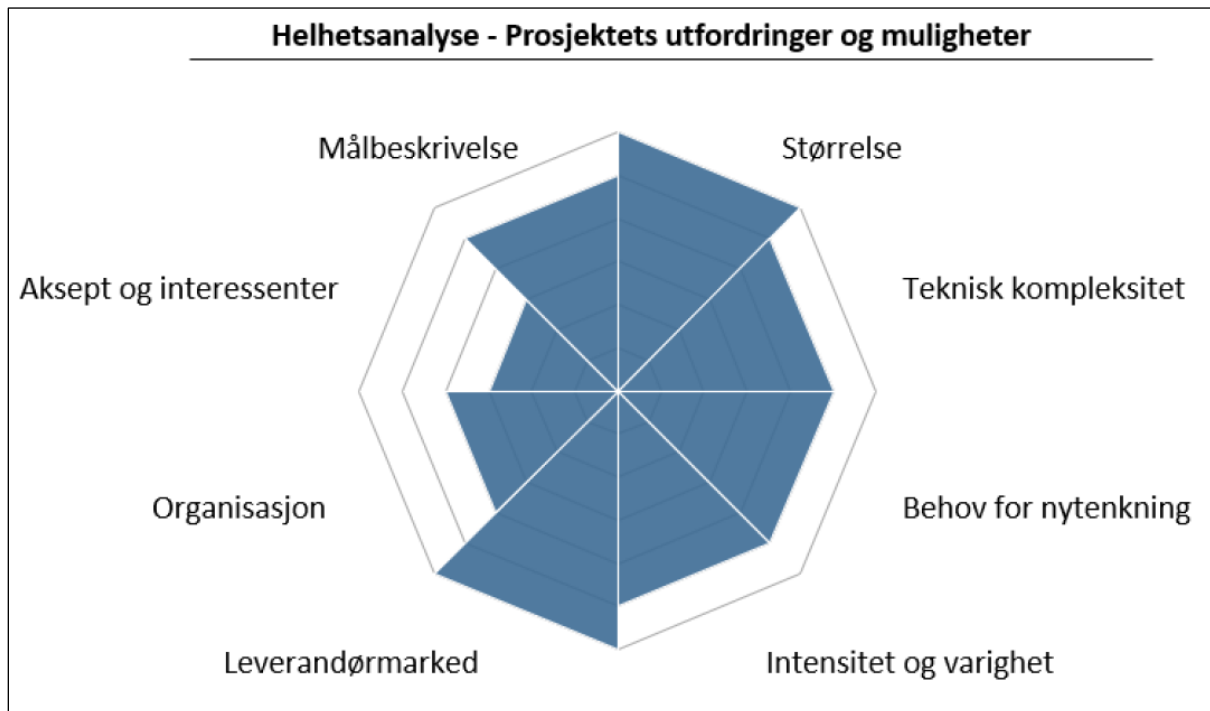 Helhetsanalyse - Prosjektets utfordringer og muligheter
Målbeskrivelse
Størrelse
Aksept og interessenter
Teknisk kompleksitet
Organisasjon
Behov for nytenkning
Leverandørmarked
Intensitet og varighet